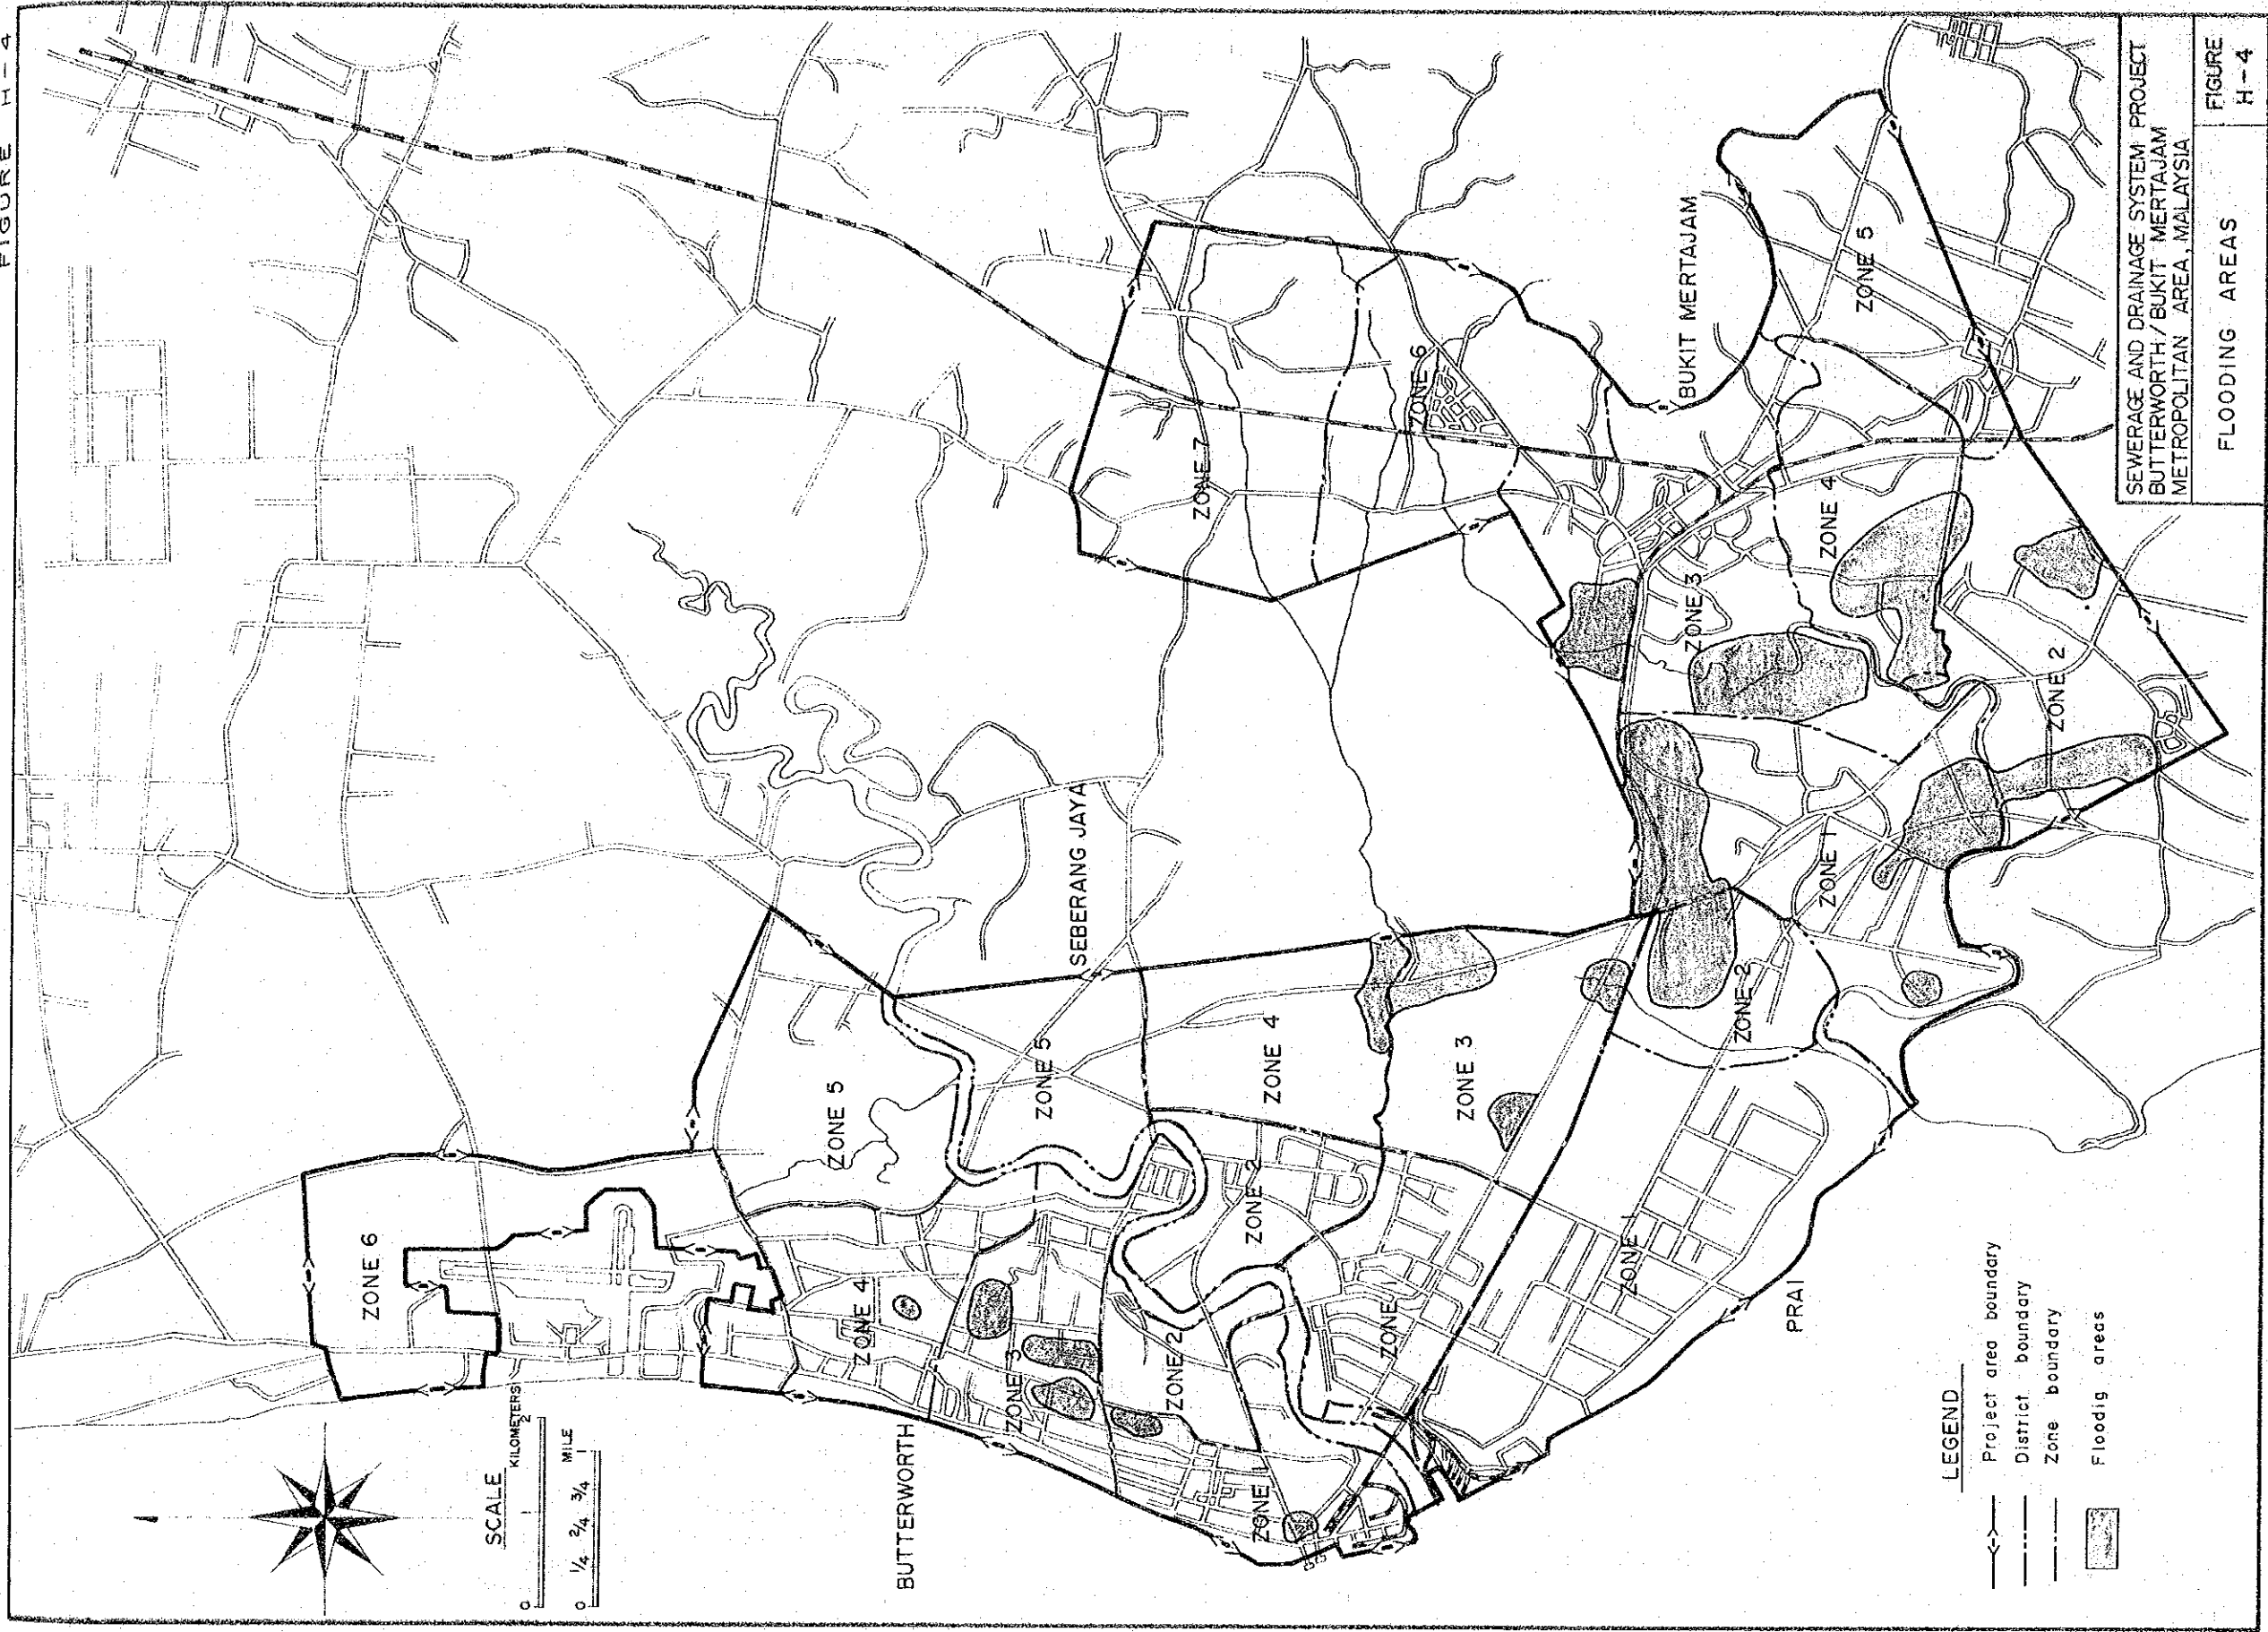 FIGURE H-4
ZONE 6
ZONE 5
ZONE 5
SEBERANG JAYA
ZONE 4
ZONE 4
ZONE 3
ZONE 3
ZONE 2
ZONE 2
ZONE 1
ZONE 1
ZONE 1
BUTTERWORTH
PRAI
ZONE 7
ZONE 6
BUKIT MERTAJAM
ZONE 5
ZONE 4
ZONE 3
ZONE 2
ZONE 1
ZONE 2
SCALE
KILOMETERS
0 1 2
0 1/4 2/4 3/4 1 MILE
LEGEND
Project area boundary
District boundary
Zone boundary
Floodig areas
SEWERAGE AND DRAINAGE SYSTEM PROJECT
BUTTERWORTH/BUKIT MERTAJAM
METROPOLITAN AREA, MALAYSIA
FLOODING AREAS
FIGURE
H-4